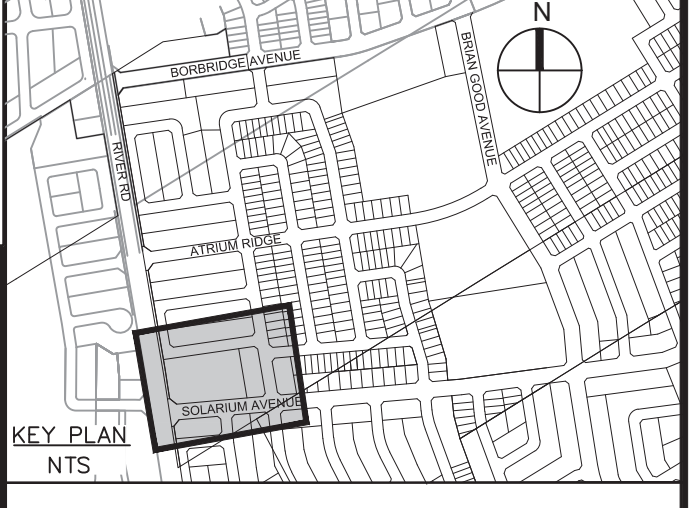 N
BORBRIDGE AVENUE
BRIAN GOOD AVENUE
RIVER RD
ATRIUM RIDGE
SOLARIUM AVENUE
KEY PLAN
NTS